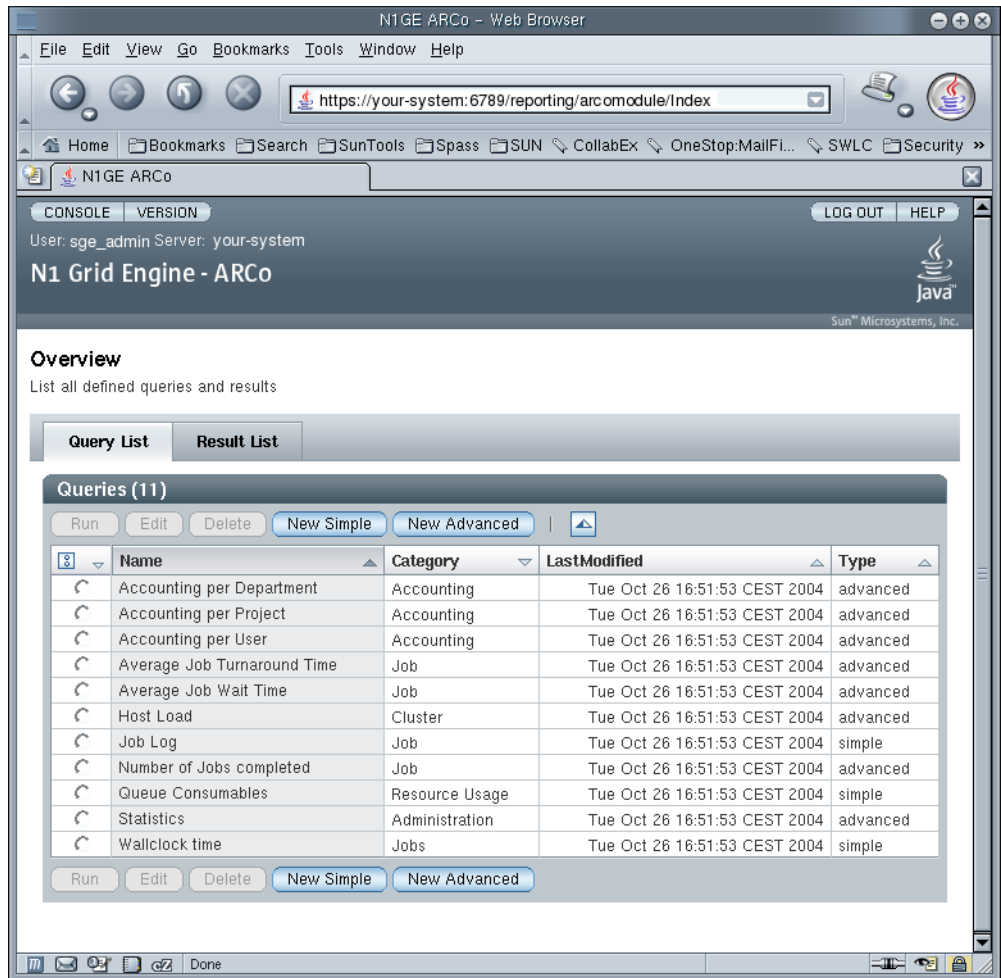 N1GE ARCo - Web Browser
File Edit View Go Bookmarks Tools Window Help
https://your-system:6789/reporting/arcomodule/Index
Home Bookmarks Search SunTools Spass SUN CollabEx OneStop:MailFi... SWLC Security »
N1GE ARCo
CONSOLE VERSION LOG OUT HELP
User: sge_admin Server: your-system
N1 Grid Engine - ARCo
Java™
Sun™ Microsystems, Inc.
Overview
List all defined queries and results
Query List Result List
Queries (11)
Run Edit Delete New Simple New Advanced
Name Category LastModified Type
Accounting per Department Accounting Tue Oct 26 16:51:53 CEST 2004 advanced
Accounting per Project Accounting Tue Oct 26 16:51:53 CEST 2004 advanced
Accounting per User Accounting Tue Oct 26 16:51:53 CEST 2004 advanced
Average Job Turnaround Time Job Tue Oct 26 16:51:53 CEST 2004 advanced
Average Job Wait Time Job Tue Oct 26 16:51:53 CEST 2004 advanced
Host Load Cluster Tue Oct 26 16:51:53 CEST 2004 advanced
Job Log Job Tue Oct 26 16:51:53 CEST 2004 simple
Number of Jobs completed Job Tue Oct 26 16:51:53 CEST 2004 advanced
Queue Consumables Resource Usage Tue Oct 26 16:51:53 CEST 2004 simple
Statistics Administration Tue Oct 26 16:51:53 CEST 2004 advanced
Wallclock time Jobs Tue Oct 26 16:51:53 CEST 2004 simple
Run Edit Delete New Simple New Advanced
Done